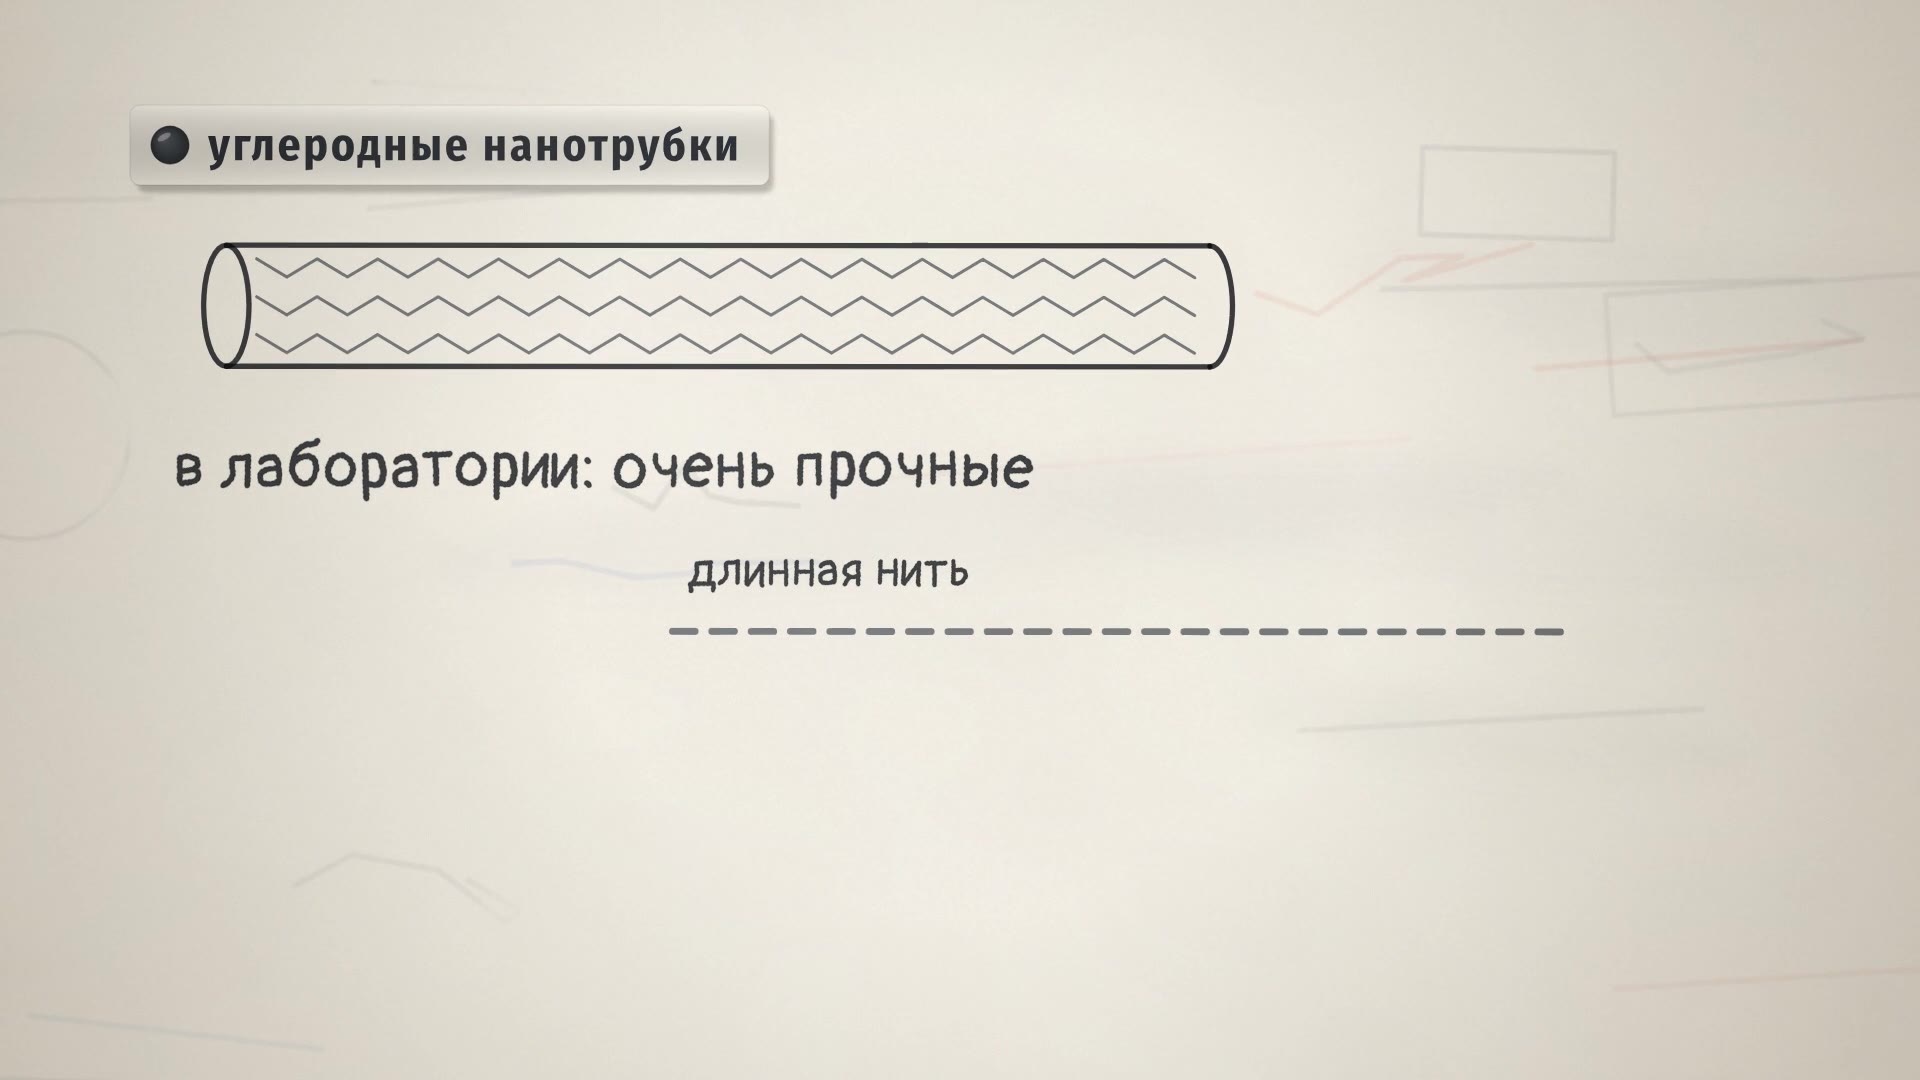 углеродные нанотрубки
в лаборатории: очень прочные
длинная нить